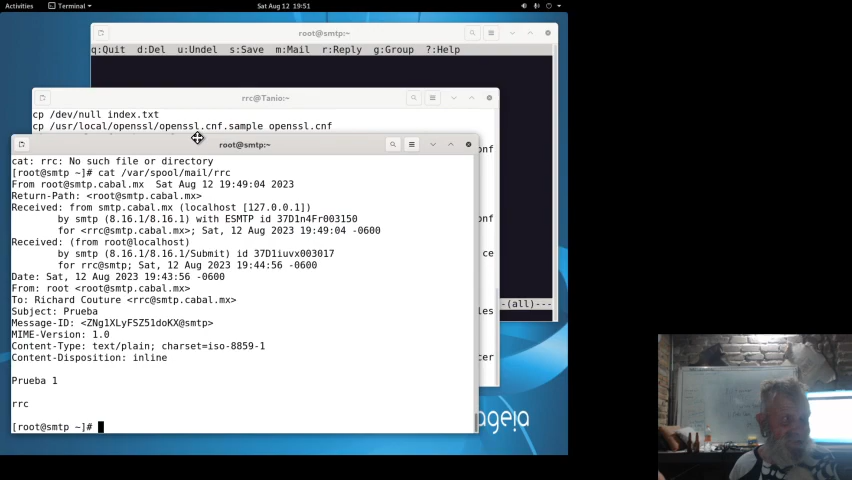 Activities Terminal Sat Aug 12 19:51
root@smtp:~
q:Quit d:Del u:Undel s:Save m:Mail r:Reply g:Group ?:Help
rrc@Tanio:~
cp /dev/null index.txt
cp /usr/local/openssl/openssl.cnf.sample openssl.cnf
onf
root@smtp:~
cat: rrc: No such file or directory
[root@smtp ~]# cat /var/spool/mail/rrc
From root@smtp.cabal.mx Sat Aug 12 19:49:04 2023
Return-Path: <root@smtp.cabal.mx>
Received: from smtp.cabal.mx (localhost [127.0.0.1])
by smtp (8.16.1/8.16.1) with ESMTP id 37D1n4Fr003150
onf
for <rrc@smtp.cabal.mx>; Sat, 12 Aug 2023 19:49:04 -0600
Received: (from root@localhost)
by smtp (8.16.1/8.16.1/Submit) id 37D1iuvx003017
ce
for rrc@smtp; Sat, 12 Aug 2023 19:44:56 -0600
Date: Sat, 12 Aug 2023 19:43:56 -0600
From: root <root@smtp.cabal.mx>
To: Richard Couture <rrc@smtp.cabal.mx>
-(all)---
Subject: Prueba
les
Message-ID: <ZNg1XLyFSZ51doKX@smtp>
MIME-Version: 1.0
Content-Type: text/plain; charset=iso-8859-1
Content-Disposition: inline
cer
Prueba 1
rrc
ageia
[root@smtp ~]#